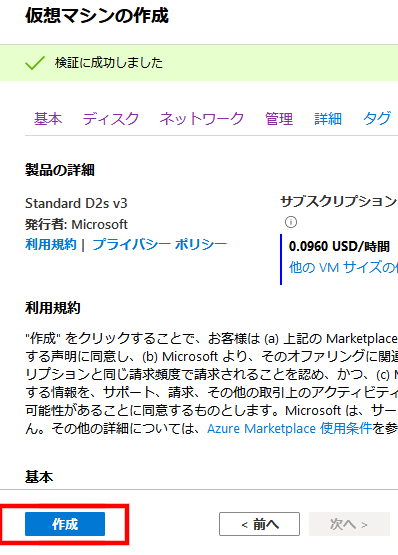 仮想マシンの作成
検証に成功しました
基本 ディスク ネットワーク 管理 詳細 タグ
製品の詳細
Standard D2s v3
発行者: Microsoft
利用規約 | プライバシー ポリシー
サブスクリプション
0.0960 USD/時間
他の VM サイズの
利用規約
"作成" をクリックすることで、お客様は (a) 上記の Marketplace
する声明に同意し、(b) Microsoft より、そのオファリングに関連
リプションと同じ請求頻度で請求されることを認め、かつ、(c) M
する情報を、サポート、請求、その他の取引上のアクティビティ
可能性があることに同意するものとします。Microsoft は、サー
ん。その他の詳細については、Azure Marketplace 使用条件を参
基本
作成 < 前へ 次へ >